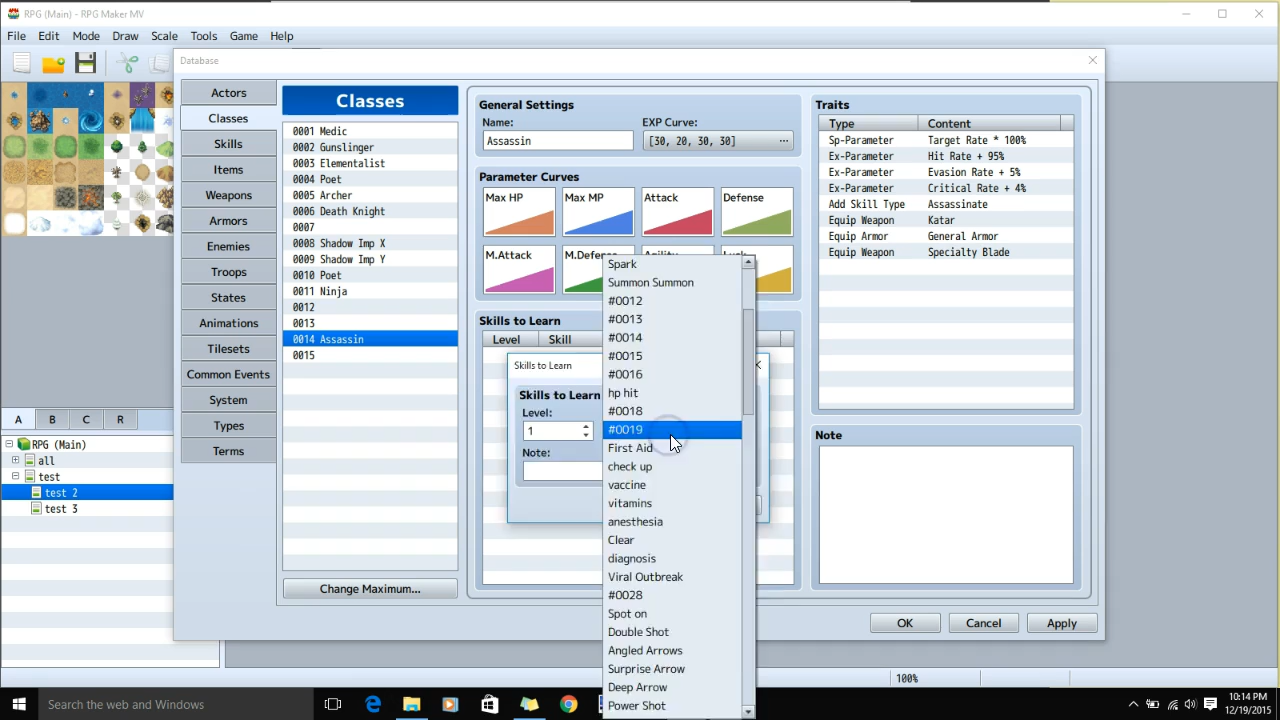 RPG (Main) - RPG Maker MV
File Edit Mode Draw Scale Tools Game Help
Database
Actors
Classes
Skills
Items
Weapons
Armors
Enemies
Troops
States
Animations
Tilesets
Common Events
System
Types
Terms
Classes
0001 Medic
0002 Gunslinger
0003 Elementalist
0004 Poet
0005 Archer
0006 Death Knight
0007
0008 Shadow Imp X
0009 Shadow Imp Y
0010 Poet
0011 Ninja
0012
0013
0014 Assassin
0015
Change Maximum...
General Settings
Name: EXP Curve:
Assassin [30, 20, 30, 30] ...
Parameter Curves
Max HP Max MP Attack Defense
M.Attack M.Defense Agility Luck
Skills to Learn
Level Skill
Skills to Learn
Skills to Learn
Level:
1
Note:
Spark
Summon Summon
#0012
#0013
#0014
#0015
#0016
hp hit
#0018
#0019
First Aid
check up
vaccine
vitamins
anesthesia
Clear
diagnosis
Viral Outbreak
#0028
Spot on
Double Shot
Angled Arrows
Surprise Arrow
Deep Arrow
Power Shot
Traits
Type Content
Sp-Parameter Target Rate * 100%
Ex-Parameter Hit Rate + 95%
Ex-Parameter Evasion Rate + 5%
Ex-Parameter Critical Rate + 4%
Add Skill Type Assassinate
Equip Weapon Katar
Equip Armor General Armor
Equip Weapon Specialty Blade
Note
OK Cancel Apply
A B C R
RPG (Main)
all
test
test 2
test 3
100%
Search the web and Windows
10:14 PM
12/19/2015